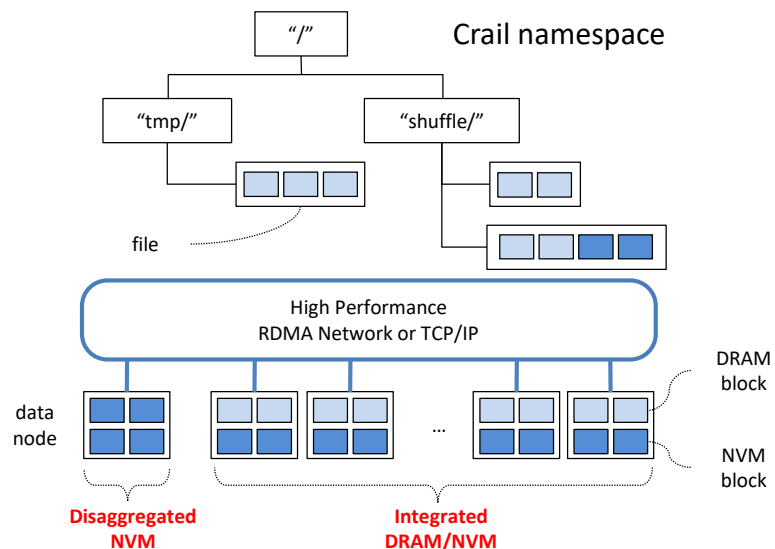 “/”
Crail namespace
“tmp/”
“shuffle/”
file
High Performance
RDMA Network or TCP/IP
DRAM
block
data
node
...
NVM
block
Disaggregated
NVM
Integrated
DRAM/NVM